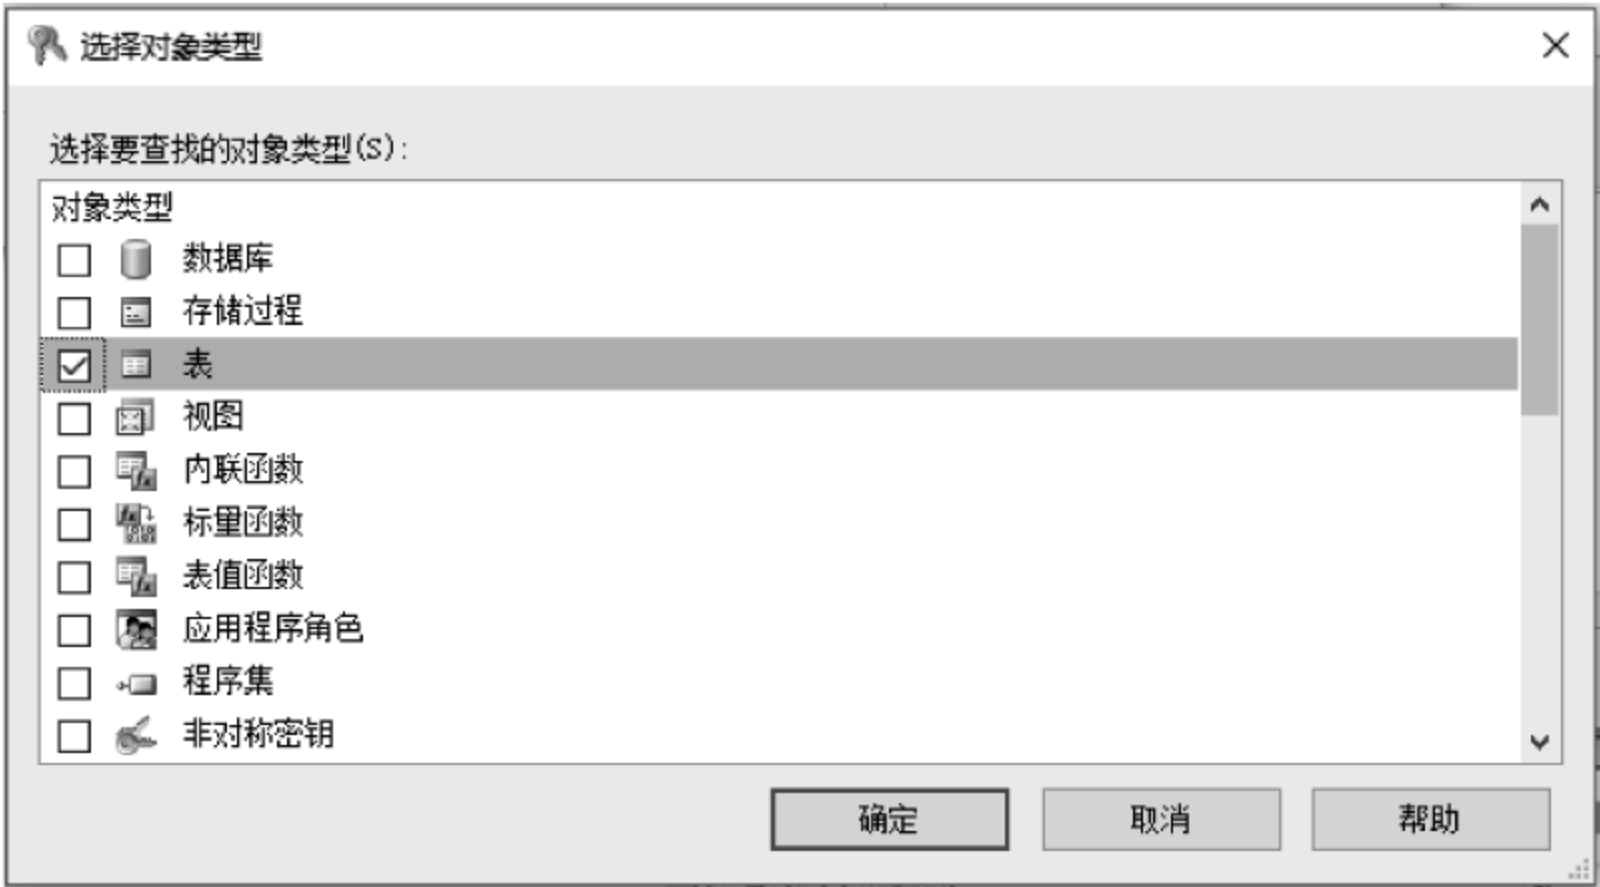 选择对象类型
选择要查找的对象类型(S):
对象类型
数据库
存储过程
表
视图
内联函数
标量函数
表值函数
应用程序角色
程序集
非对称密钥
确定 取消 帮助